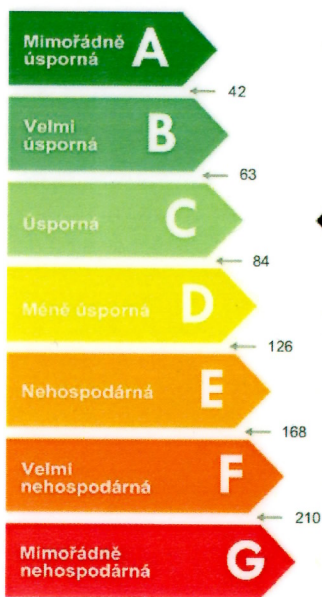 Mimořádně
úsporná
A
42
Velmi
úsporná
B
63
Úsporná
C
84
Méně úsporná
D
126
Nehospodárná
E
168
Velmi
nehospodárná
F
210
Mimořádně
nehospodárná
G